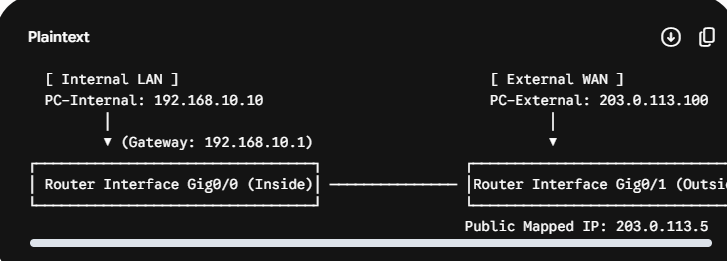 Plaintext
[ Internal LAN ] [ External WAN ]
PC-Internal: 192.168.10.10 PC-External: 203.0.113.100
(Gateway: 192.168.10.1)
Router Interface Gig0/0 (Inside) Router Interface Gig0/1 (Outsi
Public Mapped IP: 203.0.113.5